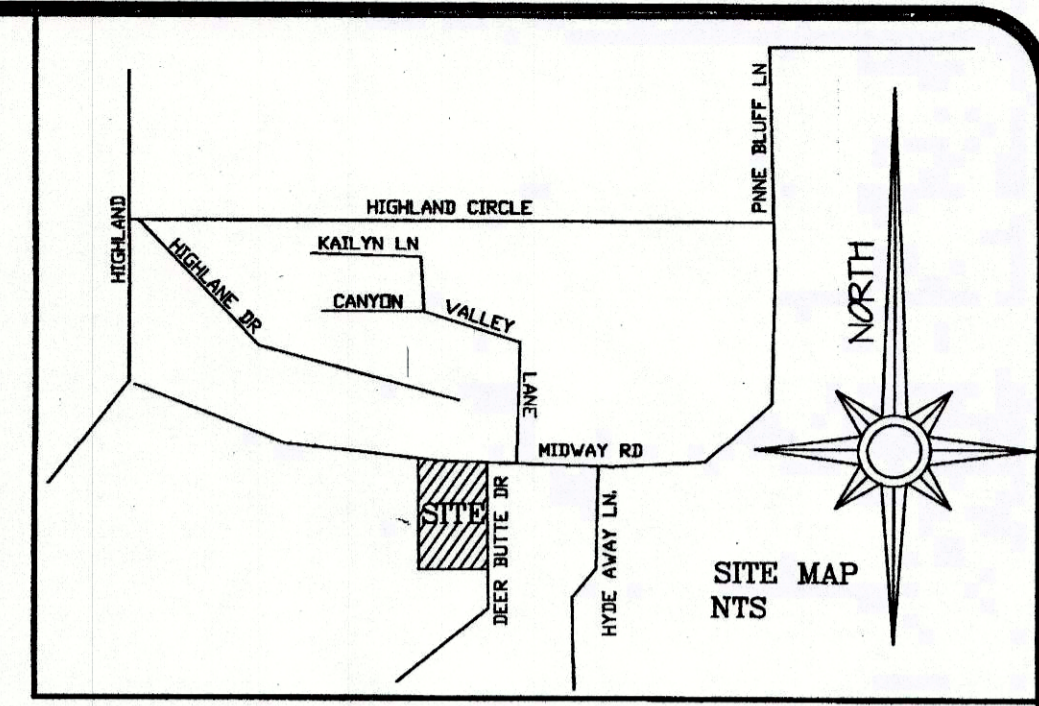 PNNE BLUFF LN
HIGHLAND CIRCLE
HIGHLAND
HIGHLANE DR
KAILYN LN
CANYON VALLEY LANE
NORTH
MIDWAY RD
SITE
DEER BUTTE DR
HYDE AWAY LN.
SITE MAP
NTS